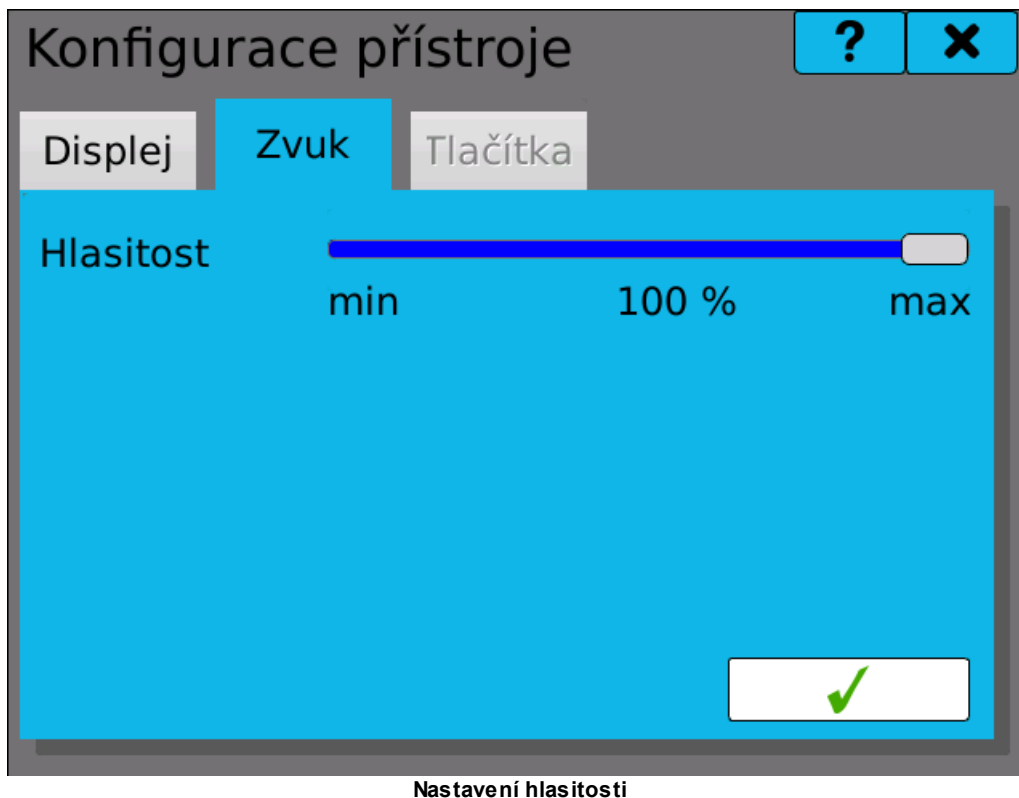 Konfigurace přístroje
?
Displej Zvuk Tlačítka
Hlasitost
min 100 % max
Nastavení hlasitosti